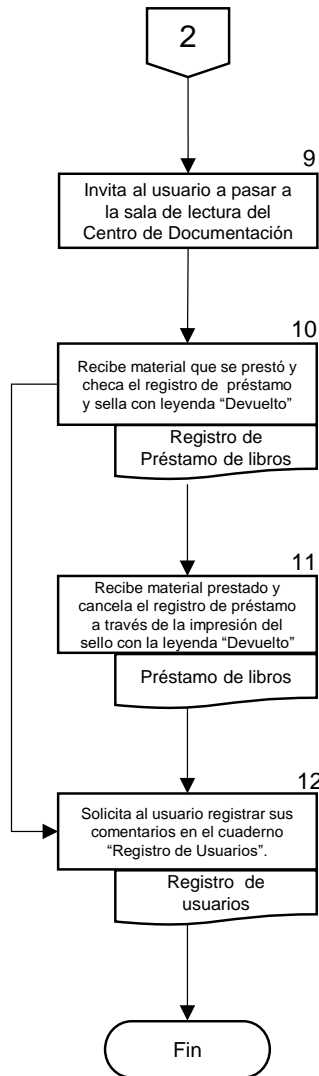 2
9
Invita al usuario a pasar a
la sala de lectura del
Centro de Documentación
10
Recibe material que se prestó y
checa el registro de préstamo
y sella con leyenda “Devuelto”
Registro de
Préstamo de libros
11
Recibe material prestado y
cancela el registro de préstamo
a través de la impresión del
sello con la leyenda “Devuelto”
Préstamo de libros
12
Solicita al usuario registrar sus
comentarios en el cuaderno
“Registro de Usuarios”.
Registro de
usuarios
Fin